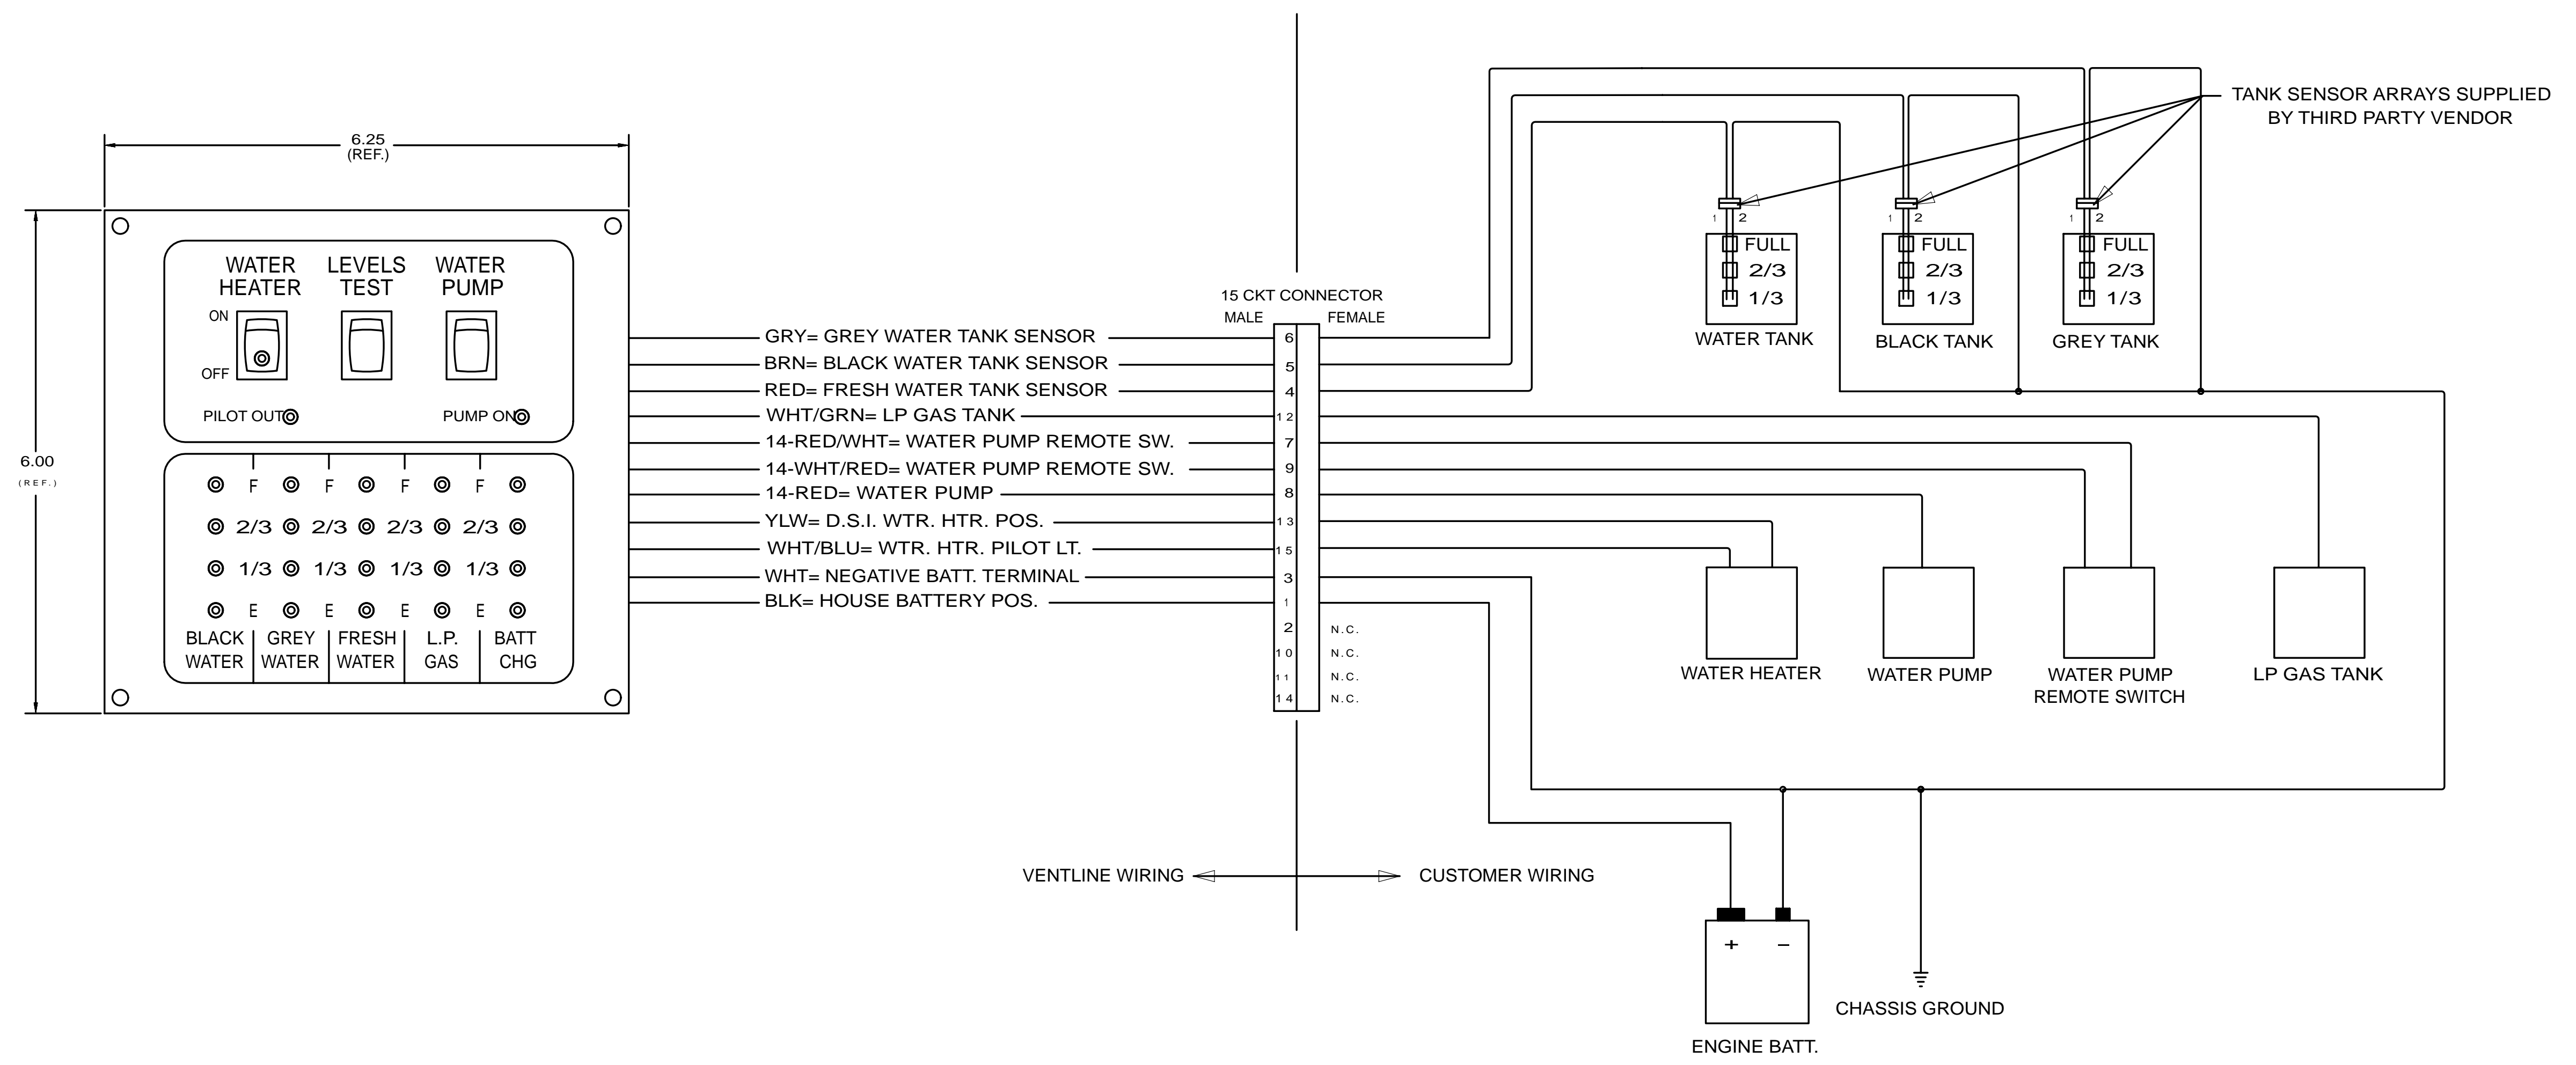 6.25
(REF.)
6.00
(REF.)
WATER HEATER
LEVELS TEST
WATER PUMP
ON
OFF
PILOT OUT
PUMP ON
F F F F
2/3 2/3 2/3 2/3
1/3 1/3 1/3 1/3
E E E E
BLACK GREY FRESH L.P. BATT
WATER WATER WATER GAS CHG
GRY= GREY WATER TANK SENSOR
BRN= BLACK WATER TANK SENSOR
RED= FRESH WATER TANK SENSOR
WHT/GRN= LP GAS TANK
14-RED/WHT= WATER PUMP REMOTE SW.
14-WHT/RED= WATER PUMP REMOTE SW.
14-RED= WATER PUMP
YLW= D.S.I. WTR. HTR. POS.
WHT/BLU= WTR. HTR. PILOT LT.
WHT= NEGATIVE BATT. TERMINAL
BLK= HOUSE BATTERY POS.
15 CKT CONNECTOR
MALE FEMALE
6
5
4
12
7
9
8
13
15
3
1
2 N.C.
10 N.C.
11 N.C.
14 N.C.
VENTLINE WIRING
CUSTOMER WIRING
TANK SENSOR ARRAYS SUPPLIED
BY THIRD PARTY VENDOR
1 2
FULL
2/3
1/3
WATER TANK
1 2
FULL
2/3
1/3
BLACK TANK
1 2
FULL
2/3
1/3
GREY TANK
WATER HEATER
WATER PUMP
WATER PUMP
REMOTE SWITCH
LP GAS TANK
+ −
ENGINE BATT.
CHASSIS GROUND